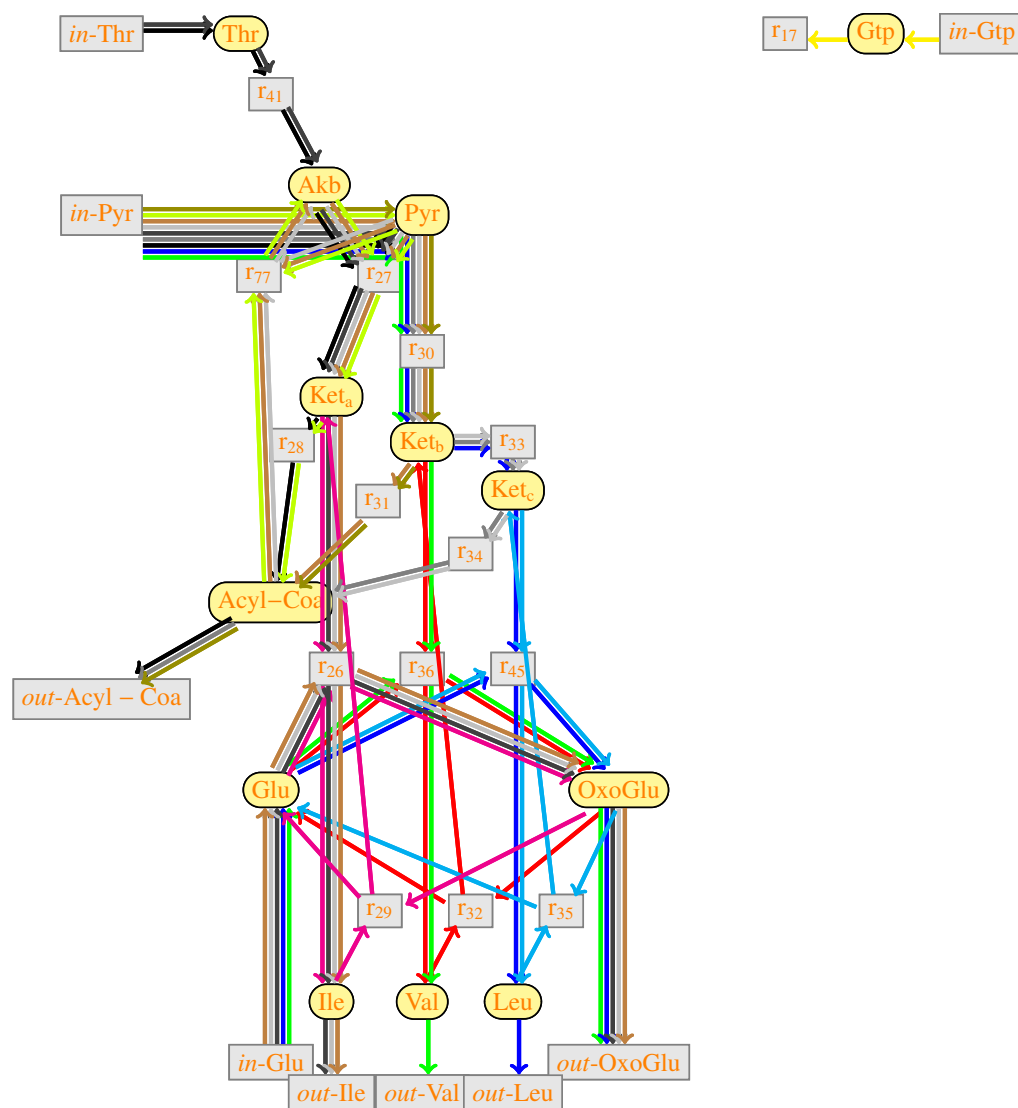 in-Thr
Thr
r17
Gtp
in-Gtp
r41
Akb
in-Pyr
Pyr
r77
r27
r30
Keta
r28
Ketb
r33
Ketc
r31
r34
Acyl−Coa
r26
r36
r45
out-Acyl − Coa
Glu
OxoGlu
r29
r32
r35
Ile
Val
Leu
in-Glu
out-OxoGlu
out-Ile
out-Val
out-Leu